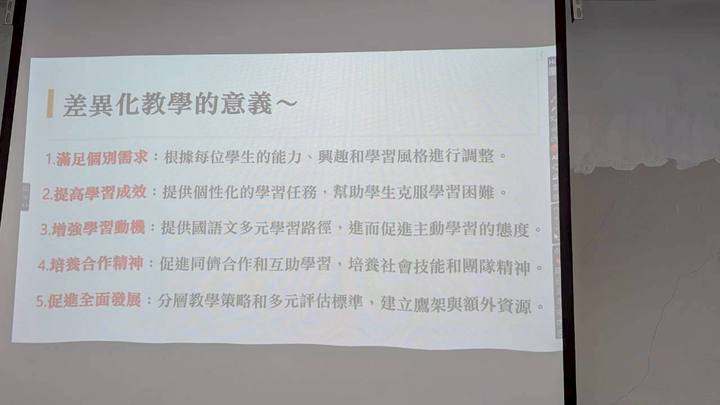 差異化教學的意義～
1.滿足個別需求：根據每位學生的能力、興趣和學習風格進行調整。
2.提高學習成效：提供個性化的學習任務，幫助學生克服學習困難。
3.增強學習動機：提供國語文多元學習路徑，進而促進主動學習的態度。
4.培養合作精神：促進同儕合作和互助學習，培養社會技能和團隊精神。
5.促進全面發展：分層教學策略和多元評估標準，建立鷹架與額外資源。